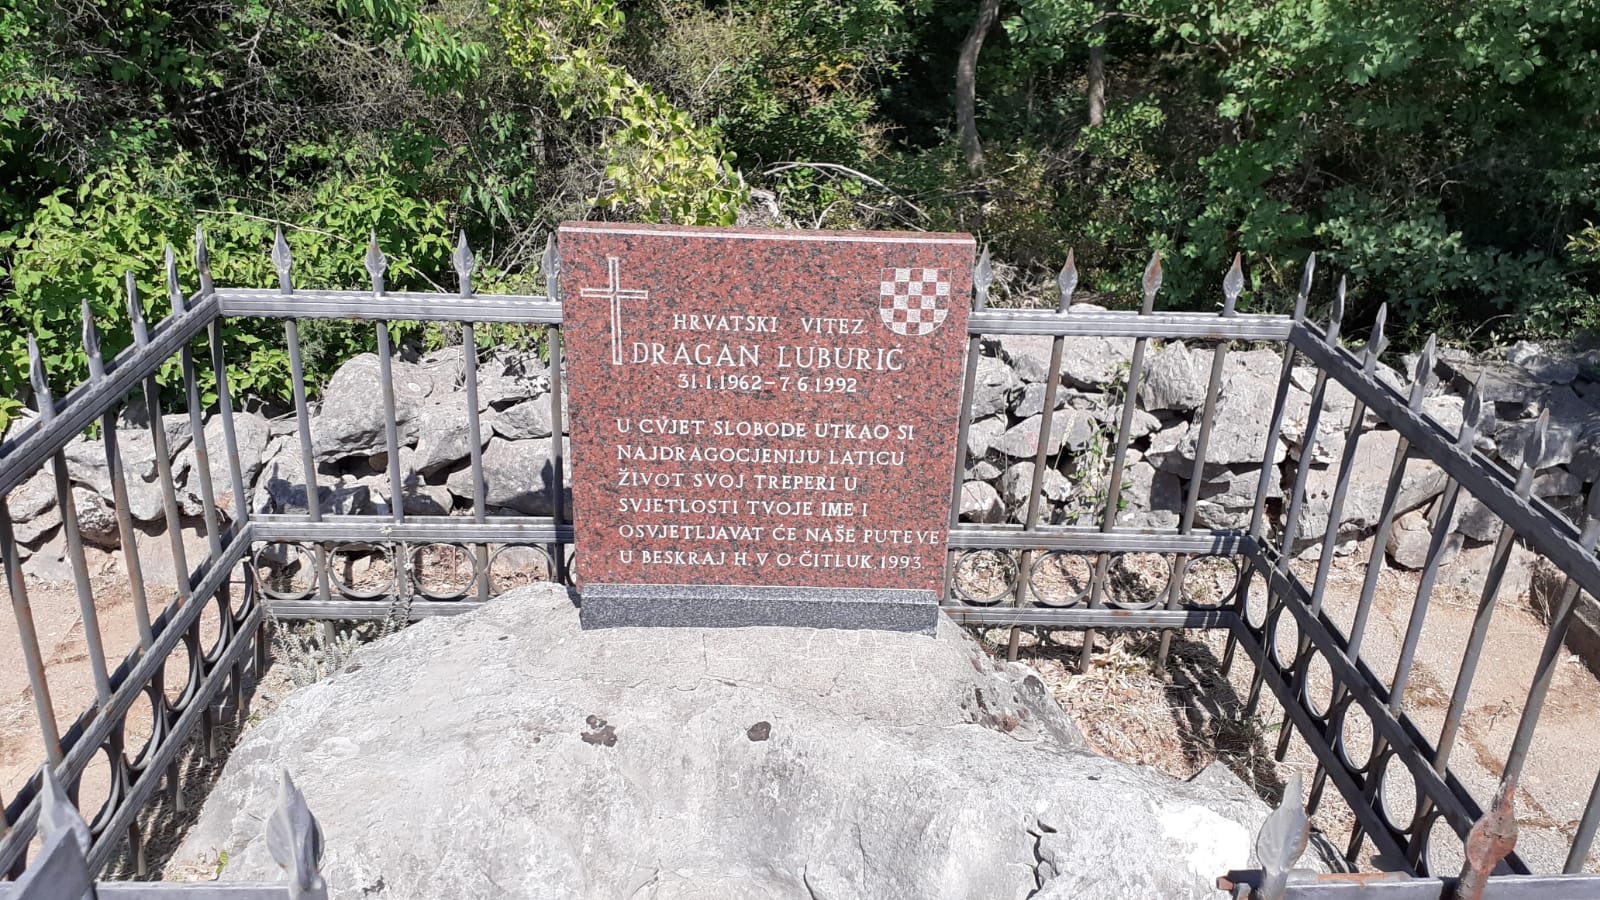 HRVATSKI VITEZ
DRAGAN LUBURIĆ
31.1.1962-7.6.1992
U CVJET SLOBODE UTKAO SI
NAJDRAGOCJENIJU LATICU
ŽIVOT SVOJ TREPERI U
SVJETLOSTI TVOJE IME I
OSVJETLJAVAT ĆE NAŠE PUTEVE
U BESKRAJ H.V.O.ČITLUK.1993.